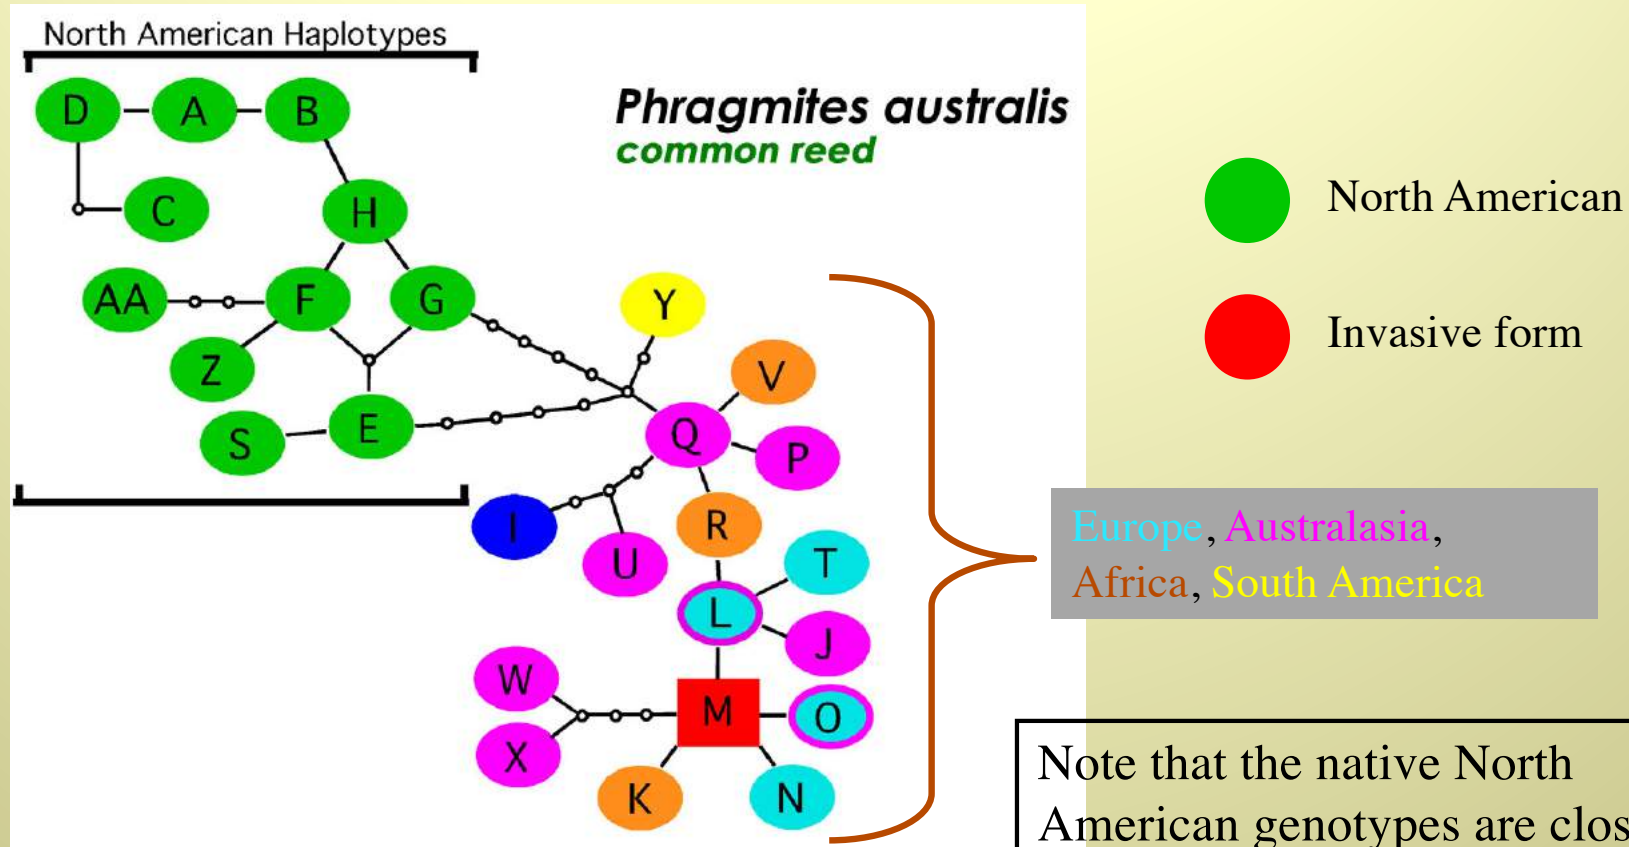 North American Haplotypes
Phragmites australis
common reed
D A B
C H
AA F G Y
Z V
S E Q P
I U R T
L
J
W
M O
X
K N
North American
Invasive form
Europe, Australasia,
Africa, South America
Note that the native North
American genotypes are clos